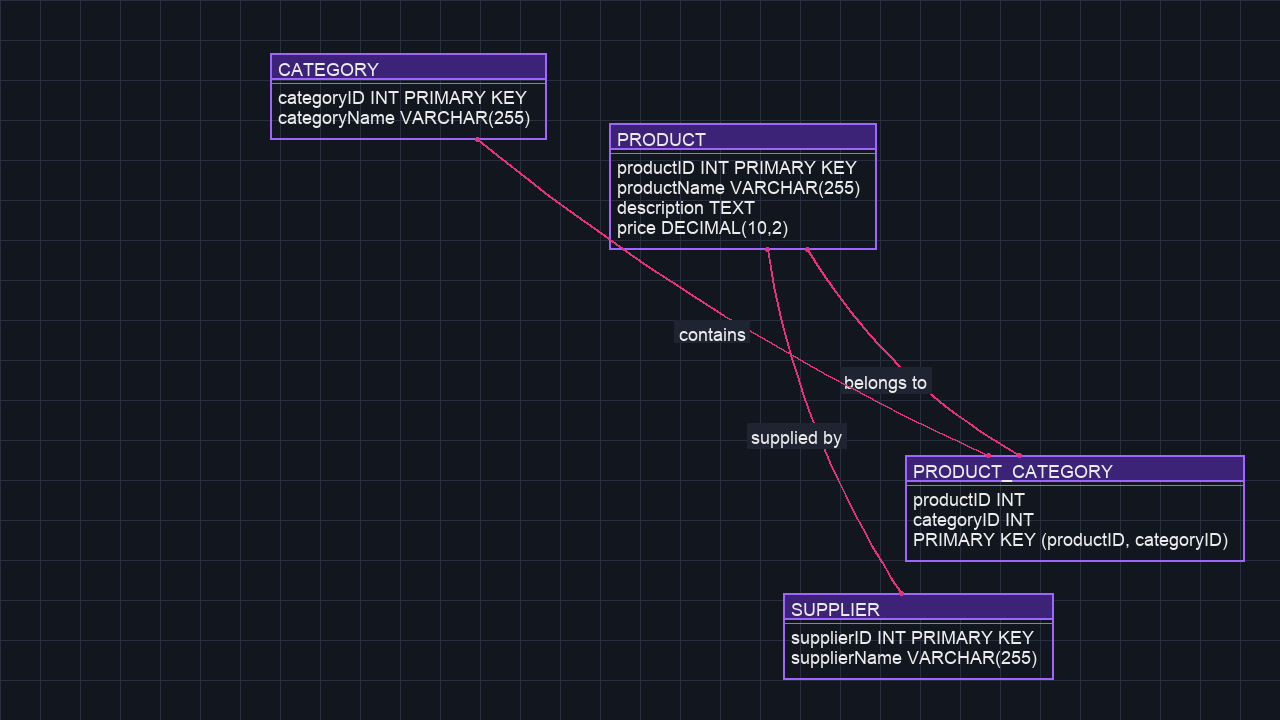 CATEGORY
categoryID INT PRIMARY KEY
categoryName VARCHAR(255)
PRODUCT
productID INT PRIMARY KEY
productName VARCHAR(255)
description TEXT
price DECIMAL(10,2)
contains
belongs to
supplied by
PRODUCT_CATEGORY
productID INT
categoryID INT
PRIMARY KEY (productID, categoryID)
SUPPLIER
supplierID INT PRIMARY KEY
supplierName VARCHAR(255)